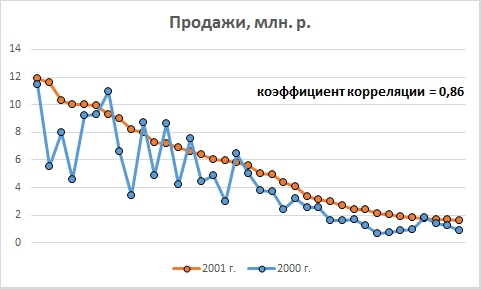 Продажи, млн. р.
14
12
коэффициент корреляции = 0,86
10
8
6
4
2
0
2001 г. 2000 г.